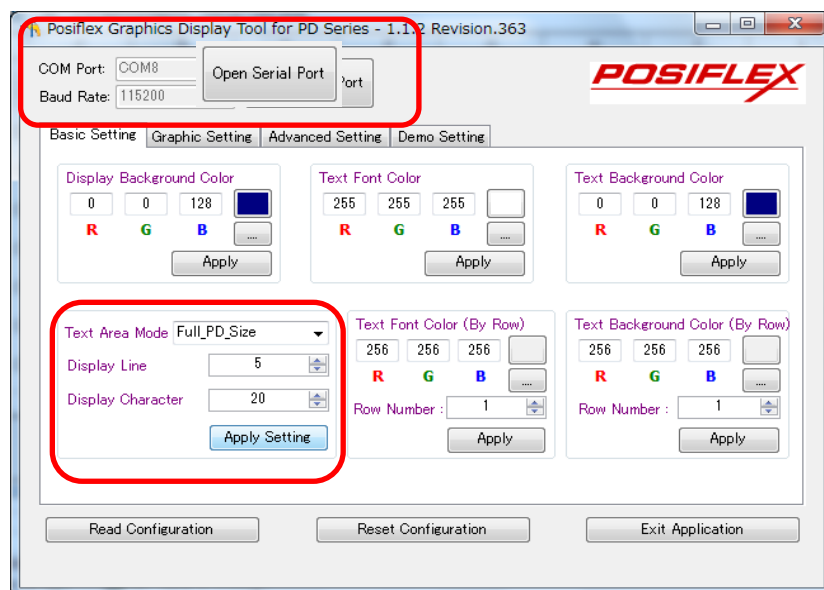 Posiflex Graphics Display Tool for PD Series - 1.1.2 Revision.363
COM Port: COM8
Open Serial Port
Port
Baud Rate: 115200
POSIFLEX
Basic Setting Graphic Setting Advanced Setting Demo Setting
Display Background Color Text Font Color Text Background Color
0 0 128 255 255 255 0 0 128
R G B .... R G B .... R G B ....
Apply Apply Apply
Text Area Mode Full_PD_Size
Display Line 5
Display Character 20
Apply Setting
Text Font Color (By Row)
256 256 256
R G B ....
Row Number : 1
Apply
Text Background Color (By Row)
256 256 256
R G B ....
Row Number : 1
Apply
Read Configuration Reset Configuration Exit Application